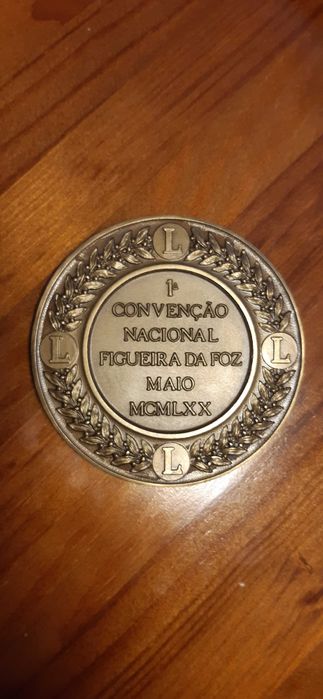 L
1ª
CONVENÇÃO
NACIONAL
L FIGUEIRA DA FOZ L
MAIO
MCMLXX
L